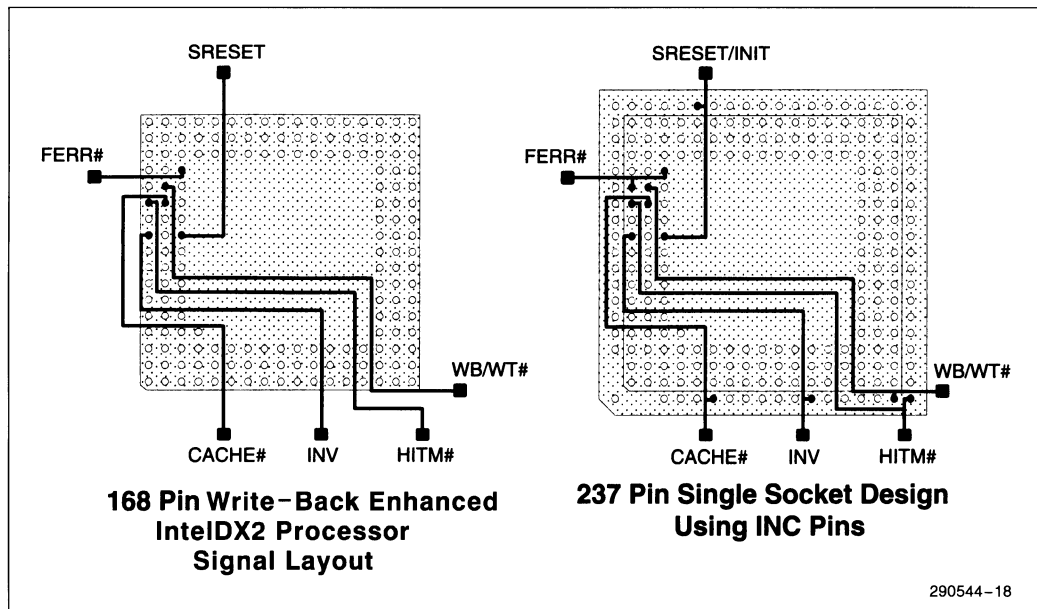 SRESET
FERR#
WB/WT#
CACHE#
INV
HITM#
168 Pin Write-Back Enhanced
IntelDX2 Processor
Signal Layout
SRESET/INIT
FERR#
WB/WT#
CACHE#
INV
HITM#
237 Pin Single Socket Design
Using INC Pins
290544-18